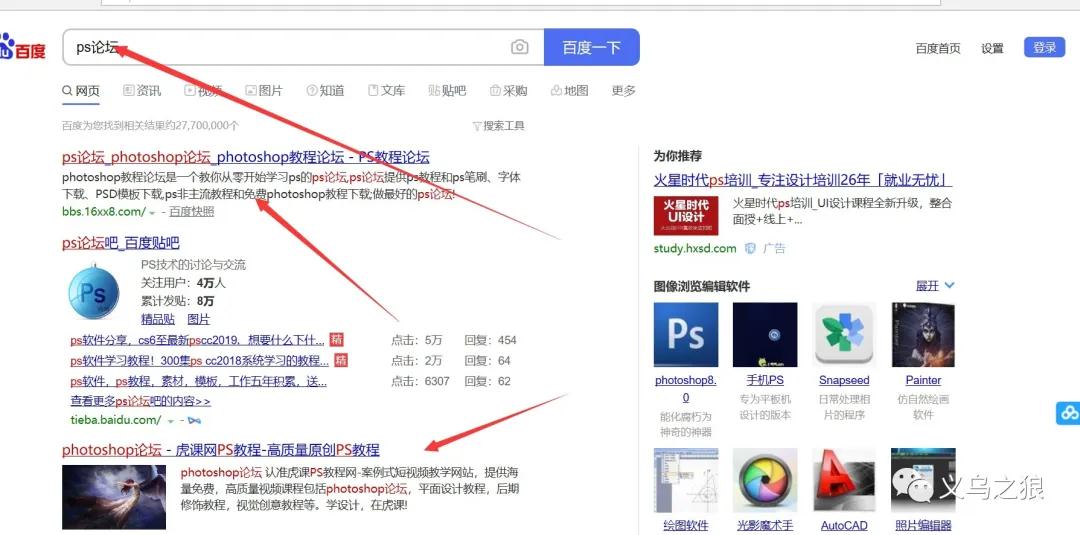 百度
ps论坛
百度一下
百度首页 设置 登录
网页 资讯 视频 图片 知道 文库 贴吧 采购 地图 更多
百度为您找到相关结果约27,700,000个
搜索工具
ps论坛_photoshop论坛_photoshop教程论坛 - PS教程论坛
photoshop教程论坛是一个教你从零开始学习ps的ps论坛,ps论坛提供ps教程和ps笔刷、字体
下载、PSD模板下载,ps非主流教程和免费photoshop教程下载;做最好的ps论坛!
bbs.16xx8.com/ - 百度快照
ps论坛吧_百度贴吧
PS技术的讨论与交流
关注用户：4万人
累计发贴：8万
精品贴 图片
ps软件分享，cs6至最新pscc2019、想要什么下什... 精 点击：5万 回复：454
ps软件学习教程！300集ps cc2018系统学习的教程... 精 点击：2万 回复：64
ps软件，ps教程，素材，模板，工作五年积累，送... 点击：6307 回复：62
查看更多ps论坛吧的内容>>
tieba.baidu.com/ -
photoshop论坛 - 虎课网PS教程-高质量原创PS教程
photoshop论坛 认准虎课PS教程网-案例式短视频教学网站，提供海
量免费，高质量视频课程包括photoshop论坛，平面设计教程，后期
修饰教程，视觉创意教程等。学设计，在虎课!
为你推荐
火星时代ps培训_专注设计培训26年「就业无忧」
火星时代
UI设计
火星时代ps培训_UI设计课程全新升级，整合
面授+线上+...
study.hxsd.com 广告
图像浏览编辑软件 展开
Ps
photoshop8.
0
能化腐朽为
神奇的神器
手机PS
专为平板机
设计的版本
Snapseed
日常处理相
片的程序
Painter
仿自然绘画
软件
绘图软件 光影魔术手 AutoCAD 照片编辑器
义乌之狼